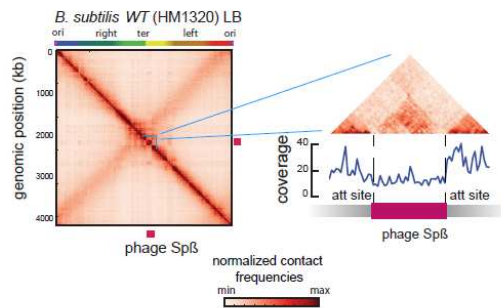 B. subtilis WT (HM1320) LB
ori right ter left ori
genomic position (kb)
0
1000
2000
3000
4000
phage Spß
coverage
40
20
0
att site att site
phage Spß
normalized contact
frequencies
min max